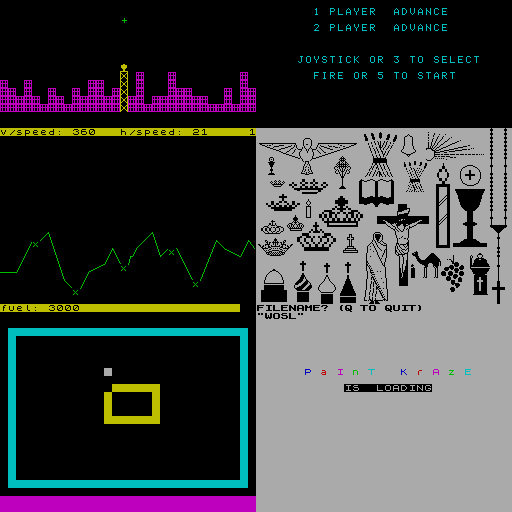 1 PLAYER ADVANCE
2 PLAYER ADVANCE
JOYSTICK OR 3 TO SELECT
FIRE OR 5 TO START
v/speed: 360 h/speed: 21 1
fuel: 3000
FILENAME? (Q TO QUIT)
"WOSL"
PaInT KrAzE
IS LOADING